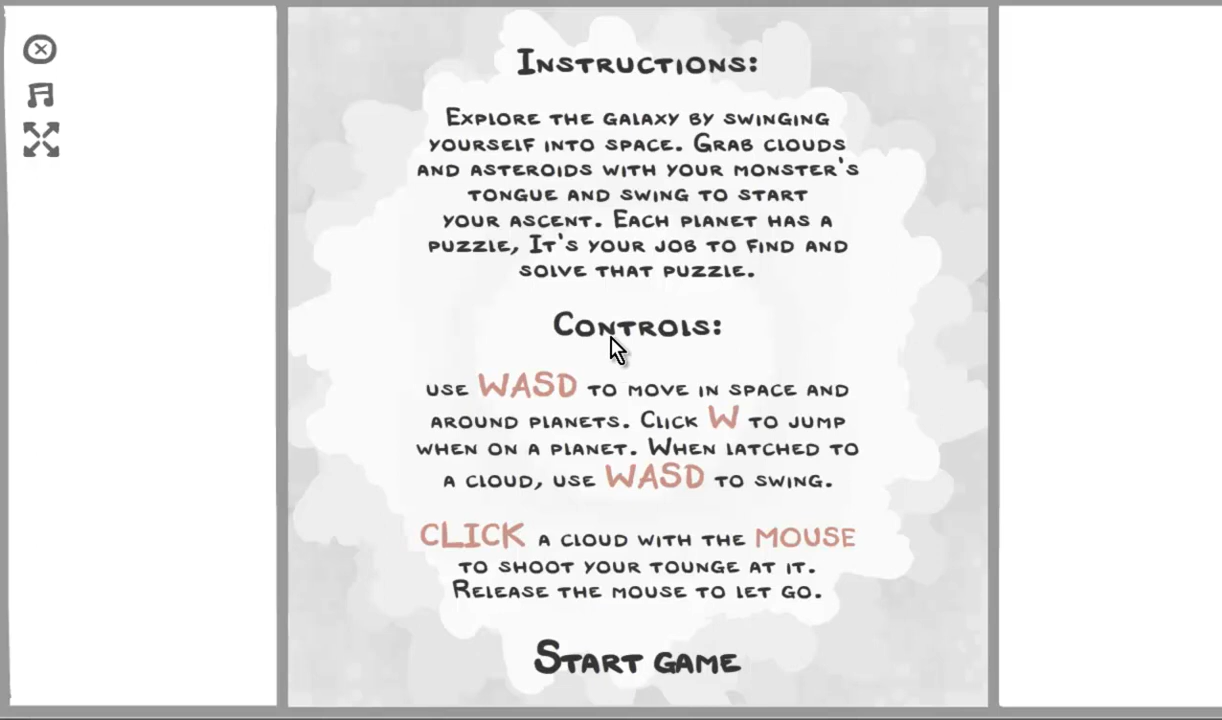 Instructions:
Explore the galaxy by swinging
yourself into space. Grab clouds
and asteroids with your monster's
tongue and swing to start
your ascent. Each planet has a
puzzle, It's your job to find and
solve that puzzle.
Controls:
use WASD to move in space and
around planets. Click W to jump
when on a planet. When latched to
a cloud, use WASD to swing.
CLICK a cloud with the MOUSE
to shoot your tounge at it.
Release the mouse to let go.
Start game